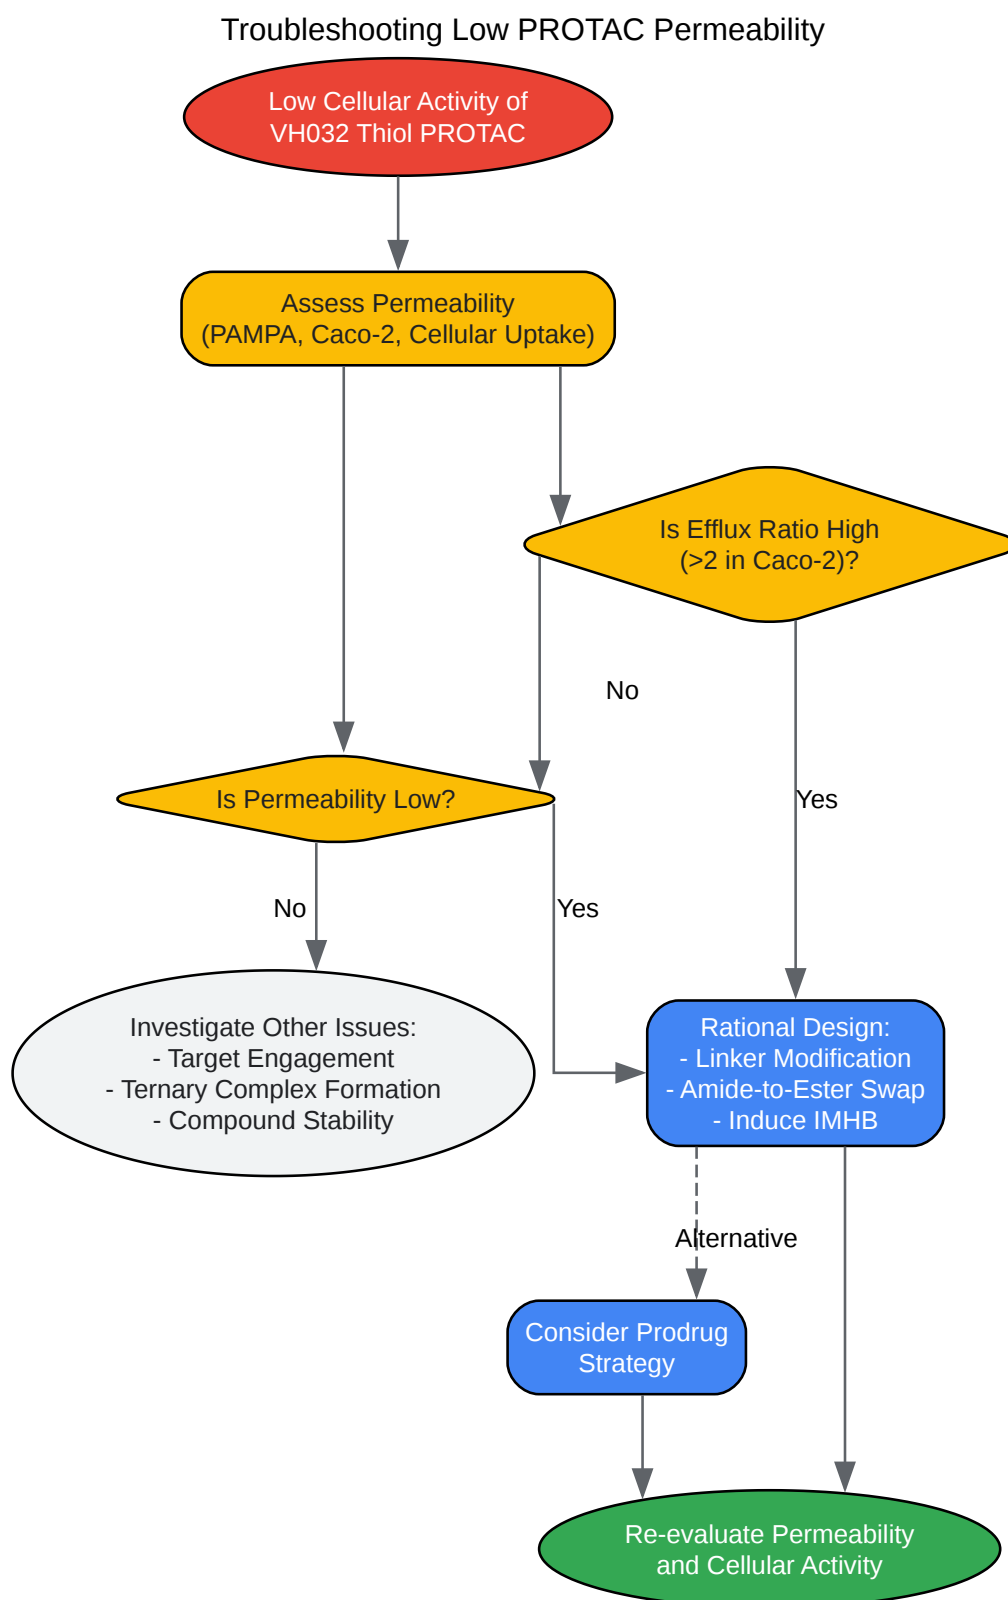 Troubleshooting Low PROTAC Permeability
Low Cellular Activity of
VH032 Thiol PROTAC
Assess Permeability
(PAMPA, Caco-2, Cellular Uptake)
Is Efflux Ratio High
(>2 in Caco-2)?
No
Is Permeability Low?
Yes
No
Yes
Investigate Other Issues:
- Target Engagement
- Ternary Complex Formation
- Compound Stability
Rational Design:
- Linker Modification
- Amide-to-Ester Swap
- Induce IMHB
Alternative
Consider Prodrug
Strategy
Re-evaluate Permeability
and Cellular Activity